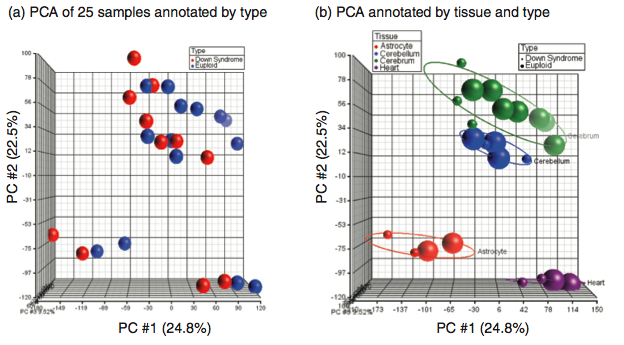 (a) PCA of 25 samples annotated by type
(b) PCA annotated by tissue and type
Type
Down Syndrome
Euploid
100
78
56
34
12
-10
-31
-53
-75
-97
-120
-149
-119
-89
-59
-30
0
30
60
90
120
PC #2 (22.5%)
PC #1 (24.8%)
Tissue
Astrocyte
Cerebellum
Cerebrum
Heart
Type
Down Syndrome
Euploid
100
78
56
34
12
-10
-31
-53
-75
-97
-120
-173
-137
-101
-65
-30
6
42
78
114
150
Cerebrum
Cerebellum
Astrocyte
Heart
PC #2 (22.5%)
PC #1 (24.8%)